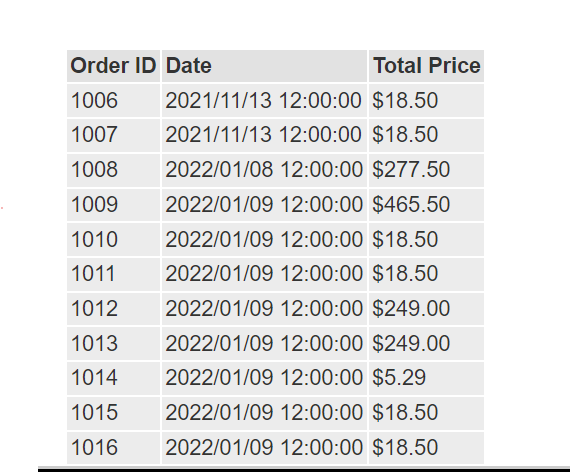 Order ID Date Total Price
1006 2021/11/13 12:00:00 $18.50
1007 2021/11/13 12:00:00 $18.50
1008 2022/01/08 12:00:00 $277.50
1009 2022/01/09 12:00:00 $465.50
1010 2022/01/09 12:00:00 $18.50
1011 2022/01/09 12:00:00 $18.50
1012 2022/01/09 12:00:00 $249.00
1013 2022/01/09 12:00:00 $249.00
1014 2022/01/09 12:00:00 $5.29
1015 2022/01/09 12:00:00 $18.50
1016 2022/01/09 12:00:00 $18.50